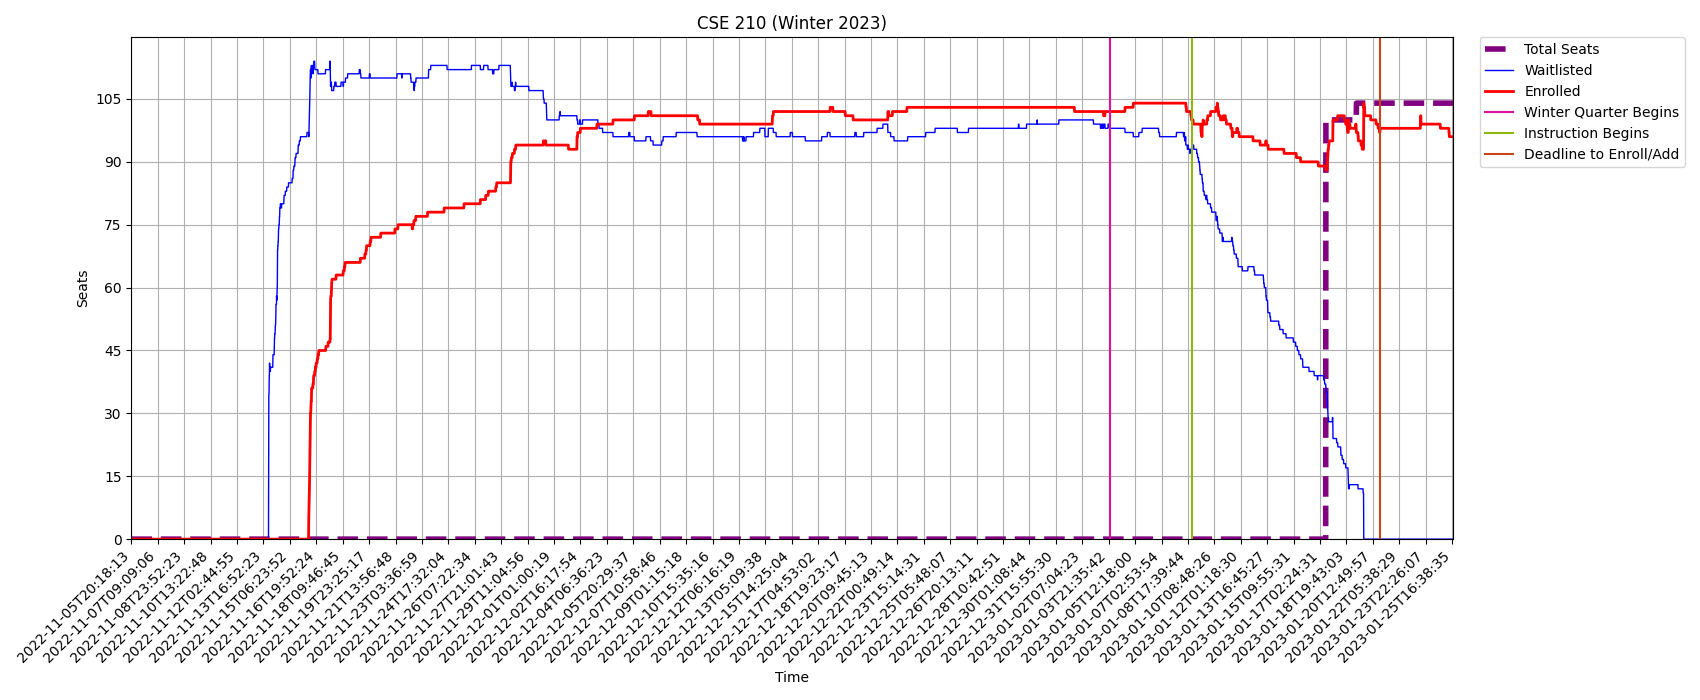 CSE 210 (Winter 2023)
Total Seats
Waitlisted
Enrolled
Winter Quarter Begins
Instruction Begins
Deadline to Enroll/Add
Seats
105
90
75
60
45
30
15
0
2022-11-05T20:18:13
2022-11-07T09:09:06
2022-11-08T23:52:23
2022-11-10T13:22:48
2022-11-12T02:44:55
2022-11-13T16:52:23
2022-11-15T06:23:52
2022-11-16T19:52:24
2022-11-18T09:46:45
2022-11-19T23:25:17
2022-11-21T13:56:48
2022-11-23T03:36:59
2022-11-24T17:32:04
2022-11-26T07:22:34
2022-11-27T21:01:43
2022-11-29T11:04:56
2022-12-01T01:00:19
2022-12-02T16:17:54
2022-12-04T06:36:23
2022-12-05T20:29:37
2022-12-07T10:58:46
2022-12-09T01:15:18
2022-12-10T15:35:16
2022-12-12T06:16:19
2022-12-13T05:09:38
2022-12-15T14:25:04
2022-12-17T04:53:02
2022-12-18T19:23:17
2022-12-20T09:45:13
2022-12-22T00:49:14
2022-12-23T15:14:31
2022-12-25T05:48:07
2022-12-26T20:13:11
2022-12-28T10:42:51
2022-12-30T01:08:44
2022-12-31T15:55:30
2023-01-02T07:04:23
2023-01-03T21:35:42
2023-01-05T12:18:00
2023-01-07T02:53:54
2023-01-08T17:39:44
2023-01-10T08:48:26
2023-01-12T01:18:30
2023-01-13T16:45:27
2023-01-15T09:55:31
2023-01-17T02:24:31
2023-01-18T19:43:03
2023-01-20T12:49:57
2023-01-22T05:38:29
2023-01-23T22:26:07
2023-01-25T16:38:35
Time